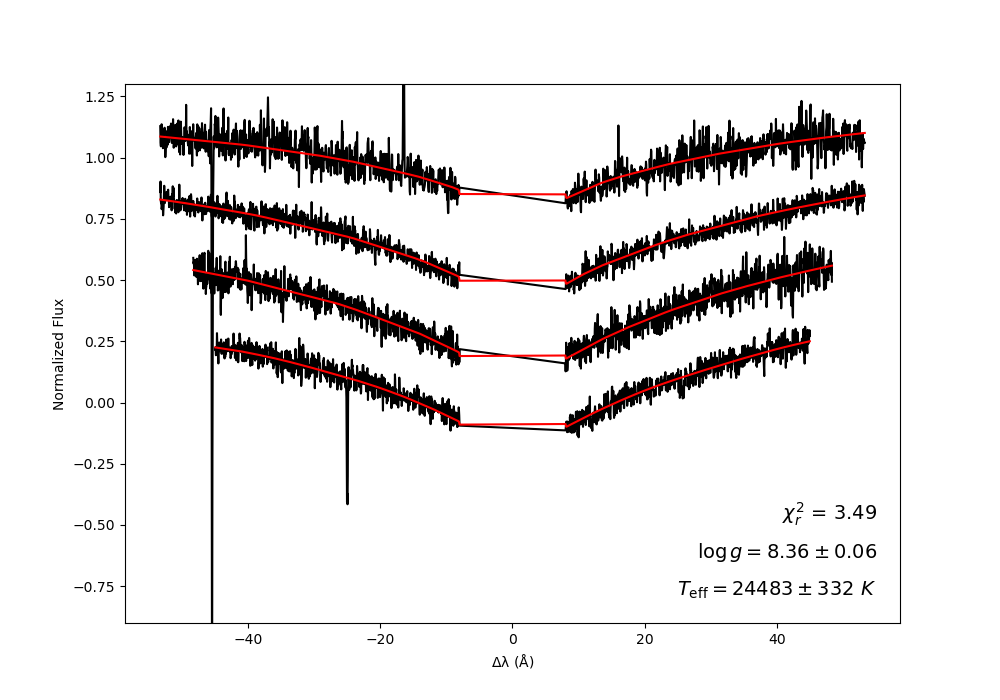 1.25
1.00
0.75
0.50
0.25
0.00
−0.25
−0.50
−0.75
Normalized Flux
χ²ᵣ = 3.49
log g = 8.36 ± 0.06
T_eff = 24483 ± 332 K
−40 −20 0 20 40
Δλ (Å)